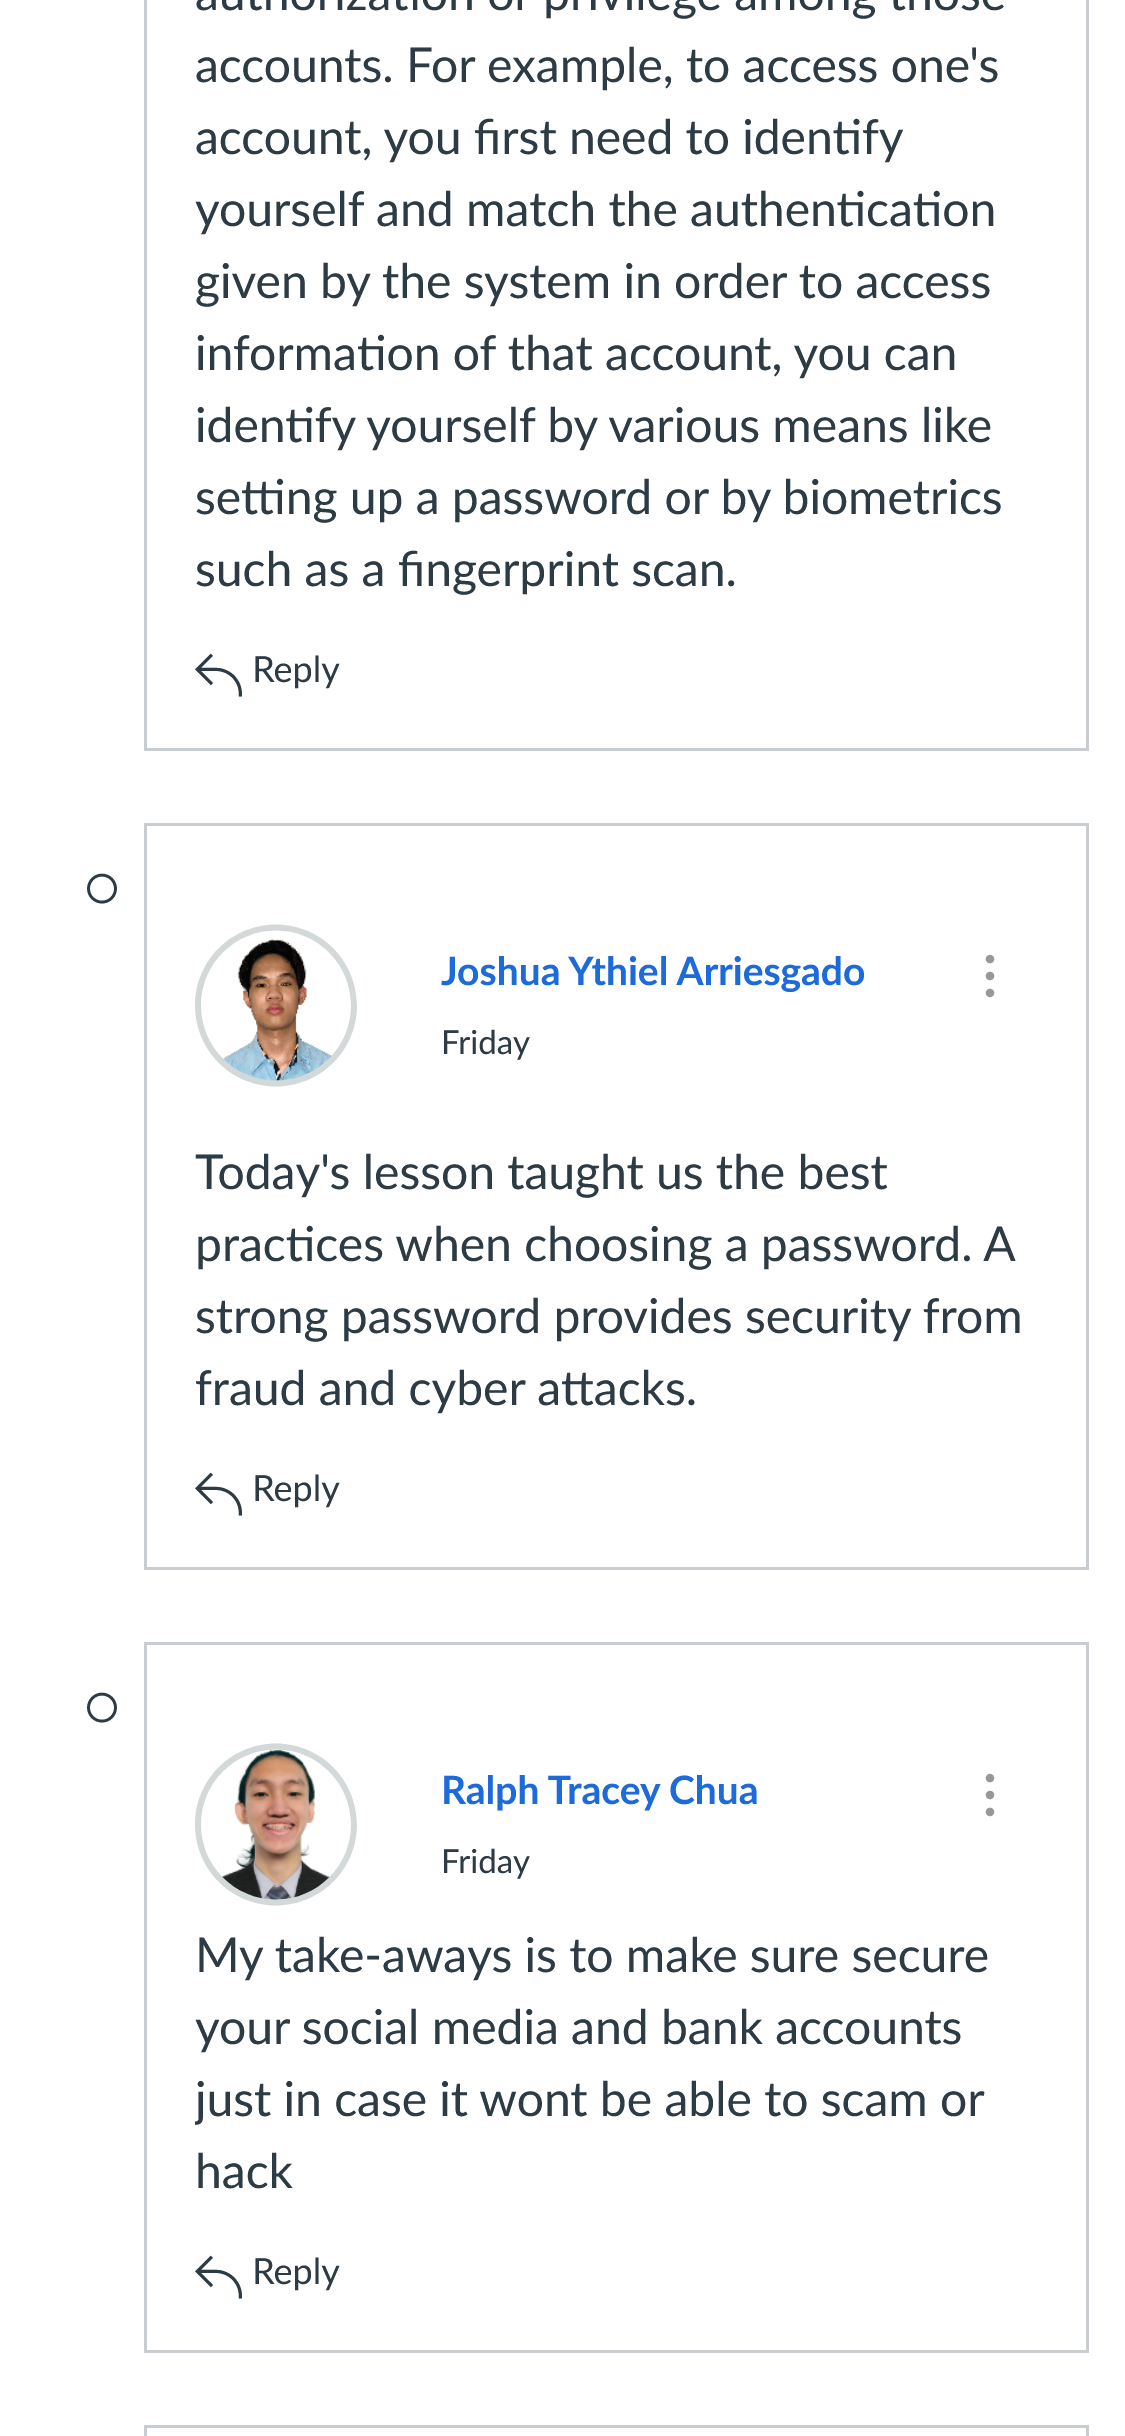 authorization or privilege among those
accounts. For example, to access one's
account, you first need to identify
yourself and match the authentication
given by the system in order to access
information of that account, you can
identify yourself by various means like
setting up a password or by biometrics
such as a fingerprint scan.
Reply
Joshua Ythiel Arriesgado
Friday
Today's lesson taught us the best
practices when choosing a password. A
strong password provides security from
fraud and cyber attacks.
Reply
Ralph Tracey Chua
Friday
My take-aways is to make sure secure
your social media and bank accounts
just in case it wont be able to scam or
hack
Reply